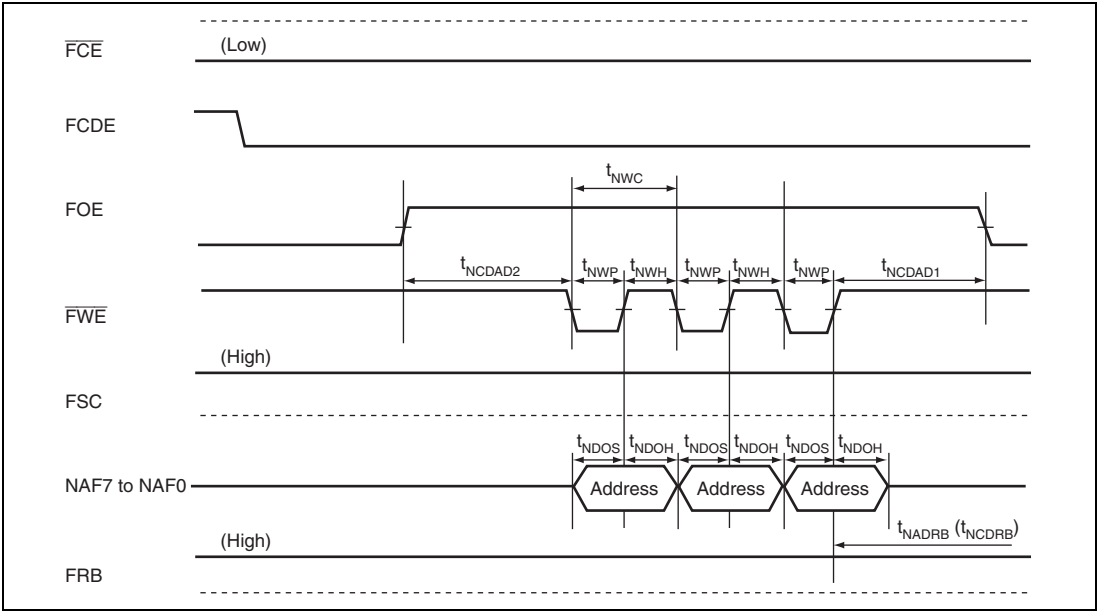 FCE
(Low)
FCDE
tNWC
FOE
tNCDAD2 tNWP tNWH tNWP tNWH tNWP tNCDAD1
FWE
(High)
FSC
tNDOS tNDOH tNDOS tNDOH tNDOS tNDOH
NAF7 to NAF0 Address Address Address
(High)
tNADRB (tNCDRB)
FRB